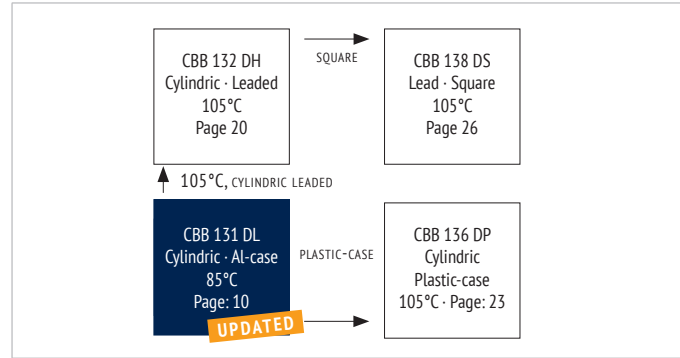 CBB 132 DH
Cylindric · Leaded
105°C
Page 20
SQUARE
CBB 138 DS
Lead · Square
105°C
Page 26
105°C, CYLINDRIC LEADED
CBB 131 DL
Cylindric · Al-case
85°C
Page: 10
UPDATED
PLASTIC-CASE
CBB 136 DP
Cylindric
Plastic-case
105°C · Page: 23